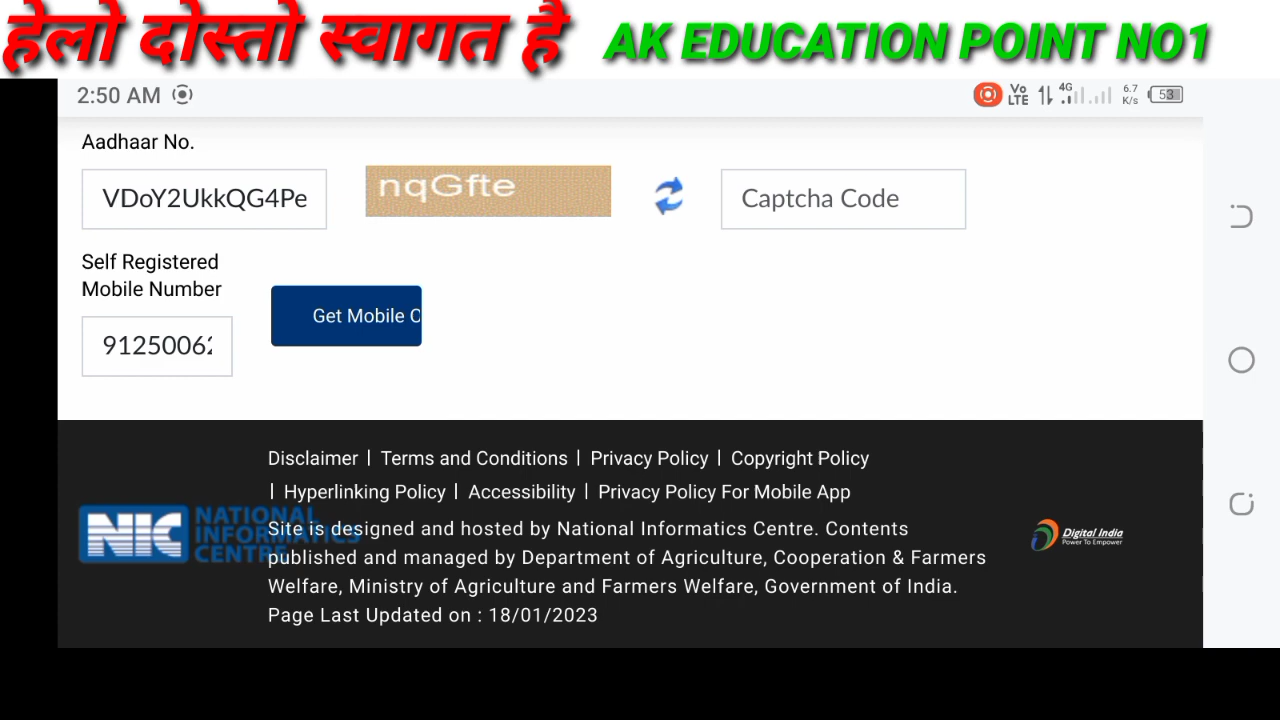 हेलो दोस्तो स्वागत है AK EDUCATION POINT NO1
2:50 AM Vo LTE 4G 6.7 K/s 53
Aadhaar No.
VDoY2UkkQG4Pe nqGfte Captcha Code
Self Registered
Mobile Number
Get Mobile O
9125006
Disclaimer | Terms and Conditions | Privacy Policy | Copyright Policy
| Hyperlinking Policy | Accessibility | Privacy Policy For Mobile App
NIC NATIONAL INFORMATICS CENTRE
Site is designed and hosted by National Informatics Centre. Contents
published and managed by Department of Agriculture, Cooperation & Farmers
Welfare, Ministry of Agriculture and Farmers Welfare, Government of India.
Page Last Updated on : 18/01/2023
Digital India
Power To Empower